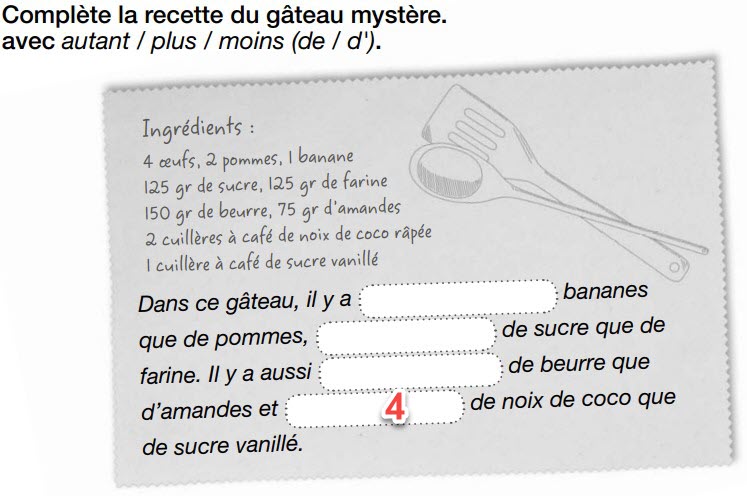 Complète la recette du gâteau mystère.
avec autant / plus / moins (de / d').
Ingrédients :
4 œufs, 2 pommes, 1 banane
125 gr de sucre, 125 gr de farine
150 gr de beurre, 75 gr d'amandes
2 cuillères à café de noix de coco râpée
1 cuillère à café de sucre vanillé
Dans ce gâteau, il y a bananes
que de pommes, de sucre que de
farine. Il y a aussi de beurre que
d'amandes et 4 de noix de coco que
de sucre vanillé.